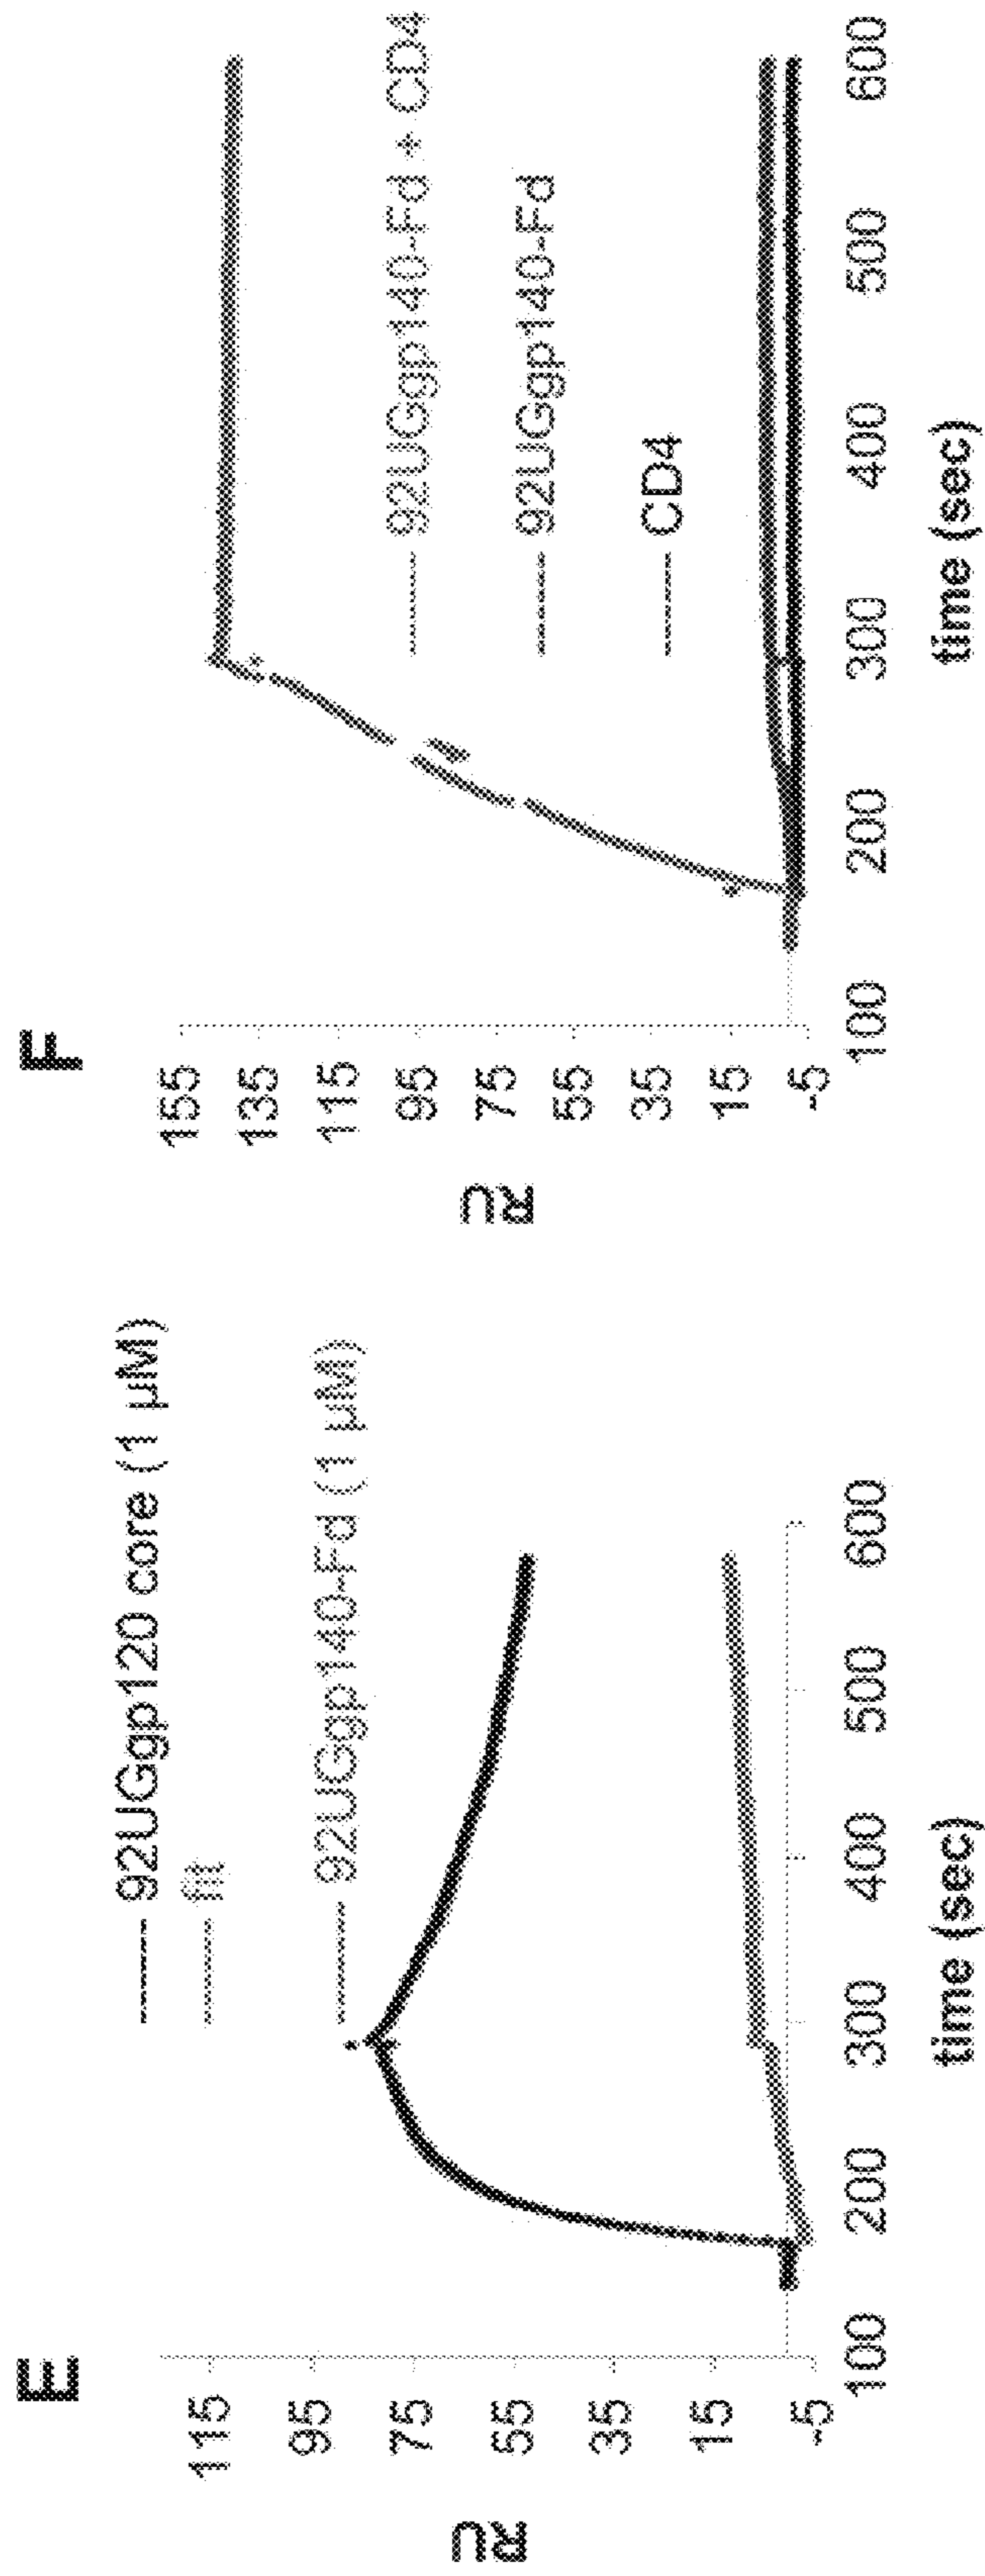 E
92UGgp120 core (1 µM)
fit
92UGgp140-Fd (1 µM)
RU
115
95
75
55
35
15
-5
100 200 300 400 500 600
time (sec)
F
92UGgp140-Fd + CD4
92UGgp140-Fd
CD4
RU
155
135
115
95
75
55
35
15
-5
100 200 300 400 500 600
time (sec)